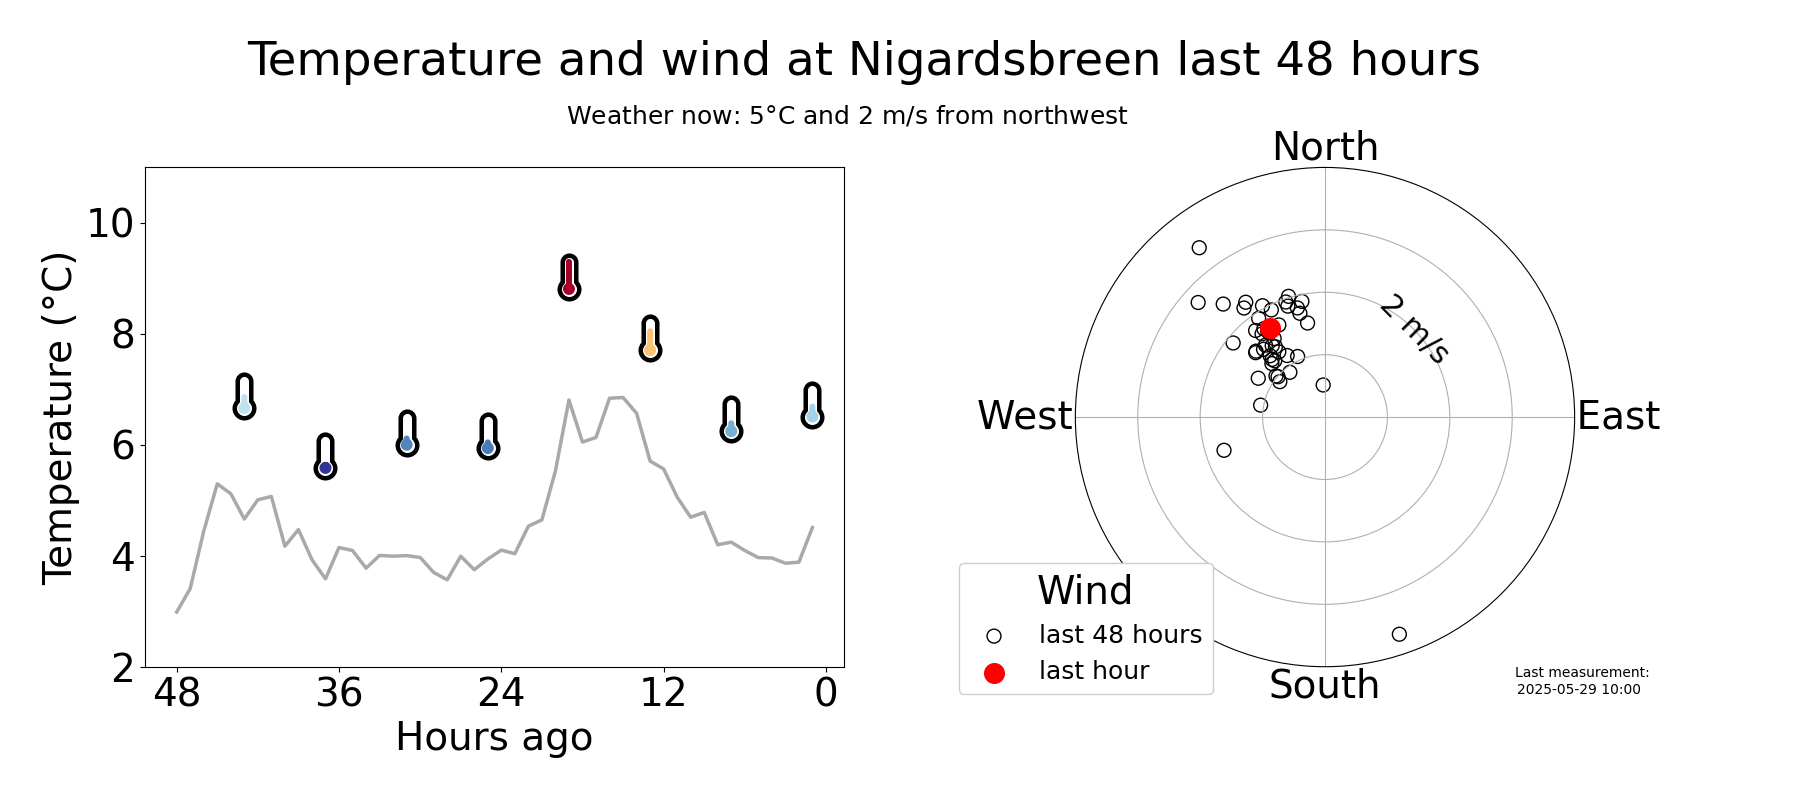 Temperature and wind at Nigardsbreen last 48 hours
Weather now: 5°C and 2 m/s from northwest
Temperature (°C)
10
8
6
4
2
48 36 24 12 0
Hours ago
North
2 m/s
West
East
South
Wind
last 48 hours
last hour
Last measurement:
2025-05-29 10:00